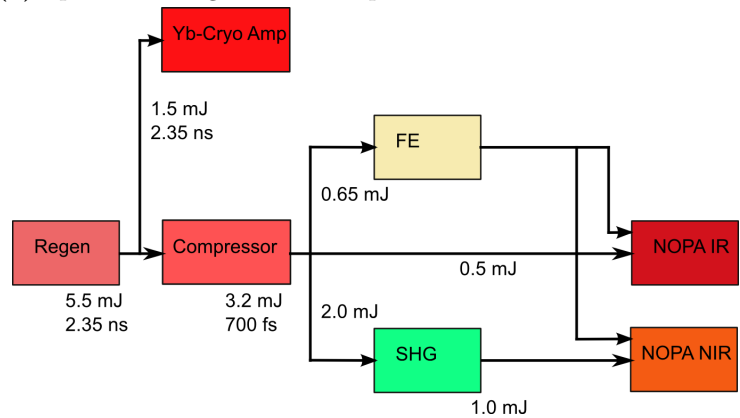 Yb-Cryo Amp
1.5 mJ
2.35 ns
FE
0.65 mJ
Regen
Compressor
NOPA IR
0.5 mJ
5.5 mJ
2.35 ns
3.2 mJ
700 fs
2.0 mJ
SHG
NOPA NIR
1.0 mJ